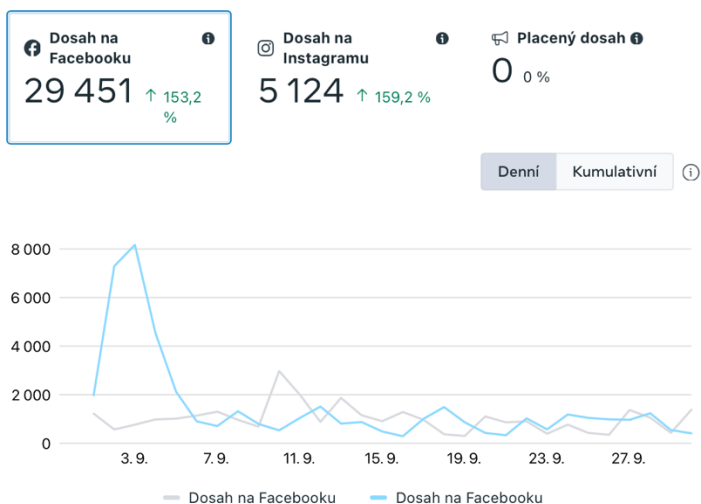 Dosah na
Facebooku
29 451 ↑ 153,2
%
Dosah na
Instagramu
5 124 ↑ 159,2 %
Placený dosah
0 0 %
Denní Kumulativní
8 000
6 000
4 000
2 000
0
3. 9. 7. 9. 11. 9. 15. 9. 19. 9. 23. 9. 27. 9.
Dosah na Facebooku Dosah na Facebooku